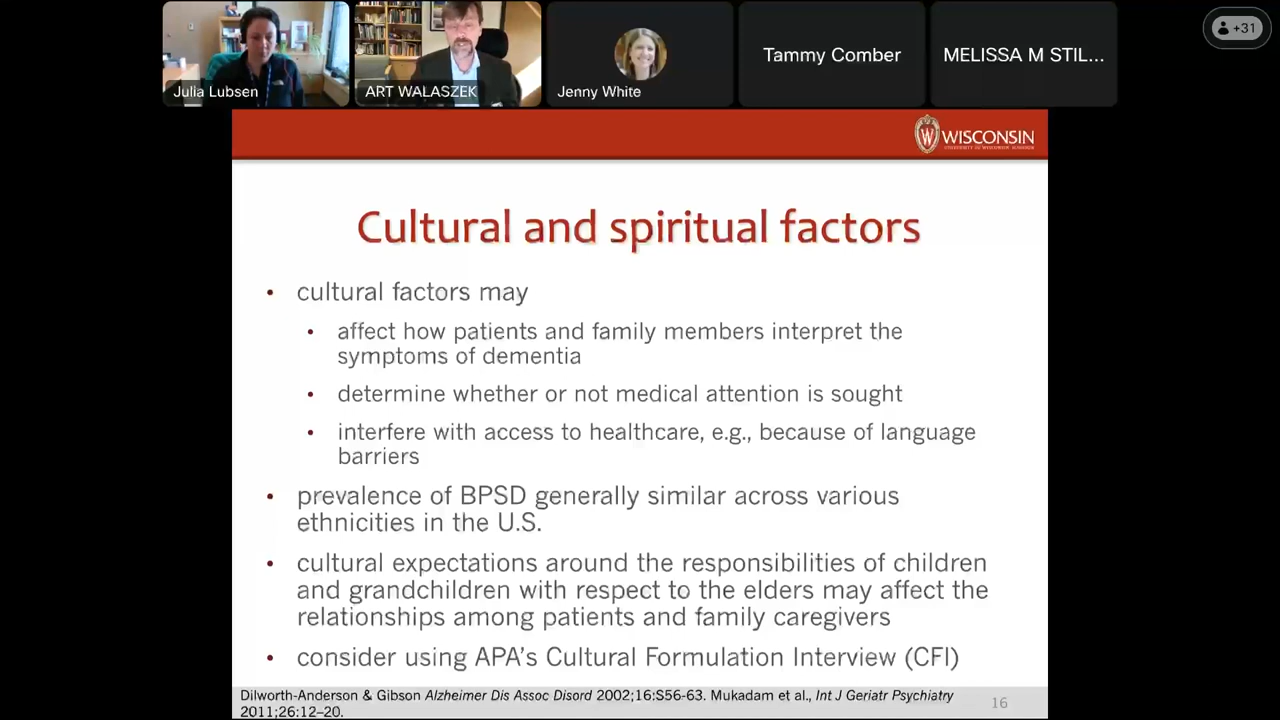 Julia Lubsen
ART WALASZEK
Jenny White
Tammy Comber
MELISSA M STIL...
+31
W WISCONSIN
UNIVERSITY OF WISCONSIN-MADISON
Cultural and spiritual factors
• cultural factors may
• affect how patients and family members interpret the
symptoms of dementia
• determine whether or not medical attention is sought
• interfere with access to healthcare, e.g., because of language
barriers
• prevalence of BPSD generally similar across various
ethnicities in the U.S.
• cultural expectations around the responsibilities of children
and grandchildren with respect to the elders may affect the
relationships among patients and family caregivers
• consider using APA's Cultural Formulation Interview (CFI)
Dilworth-Anderson & Gibson Alzheimer Dis Assoc Disord 2002;16:S56-63. Mukadam et al., Int J Geriatr Psychiatry
2011;26:12–20.
16